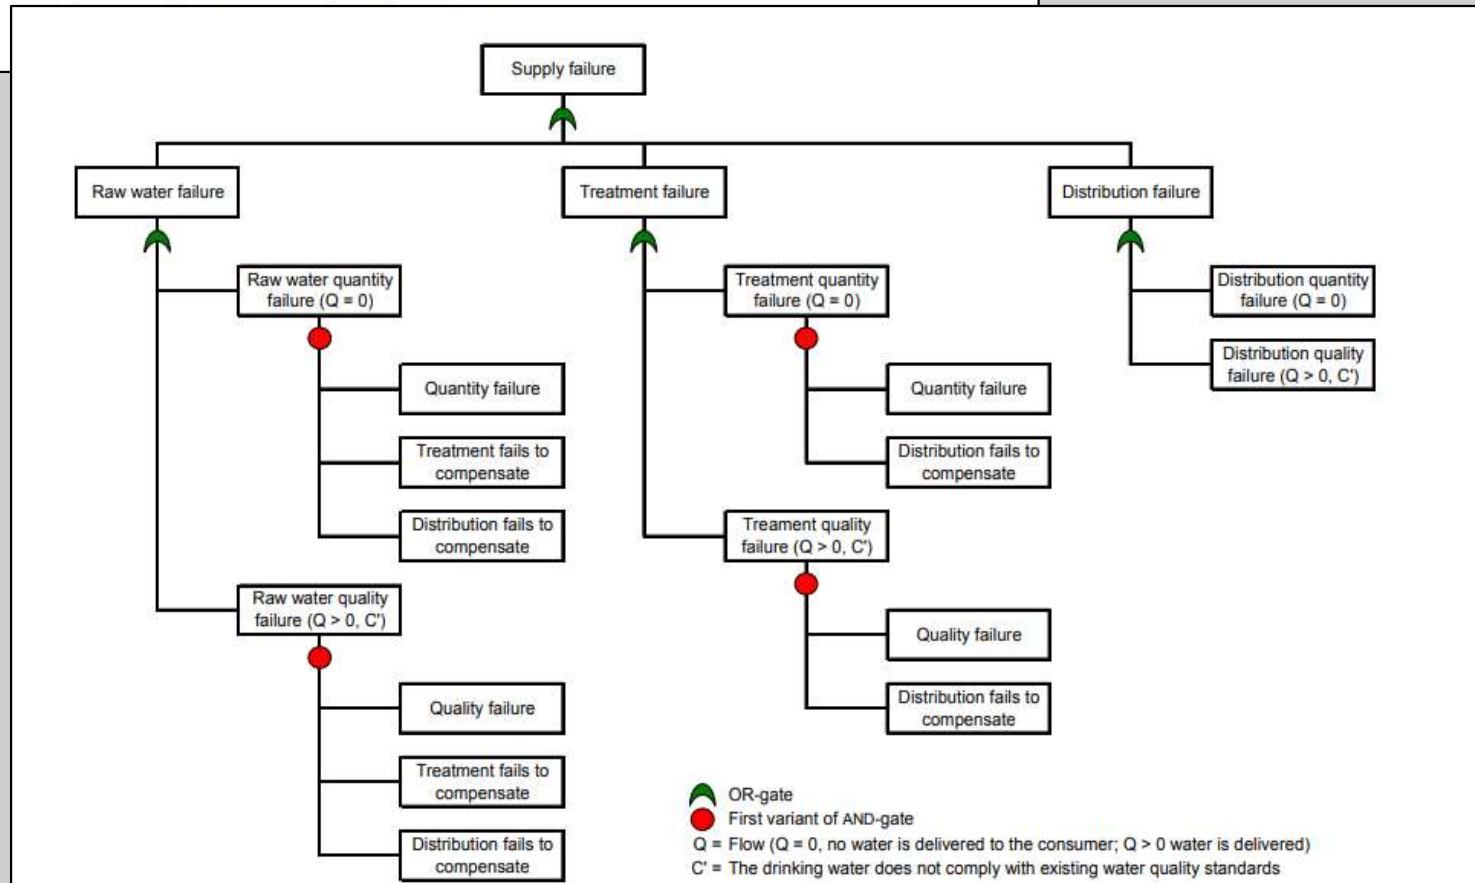 Supply failure
Raw water failure
Treatment failure
Distribution failure
Raw water quantity
failure (Q = 0)
Quantity failure
Treatment fails to
compensate
Distribution fails to
compensate
Raw water quality
failure (Q > 0, C')
Quality failure
Treatment fails to
compensate
Distribution fails to
compensate
Treatment quantity
failure (Q = 0)
Quantity failure
Distribution fails to
compensate
Treament quality
failure (Q > 0, C')
Quality failure
Distribution fails to
compensate
Distribution quantity
failure (Q = 0)
Distribution quality
failure (Q > 0, C')
OR-gate
First variant of AND-gate
Q = Flow (Q = 0, no water is delivered to the consumer; Q > 0 water is delivered)
C' = The drinking water does not comply with existing water quality standards